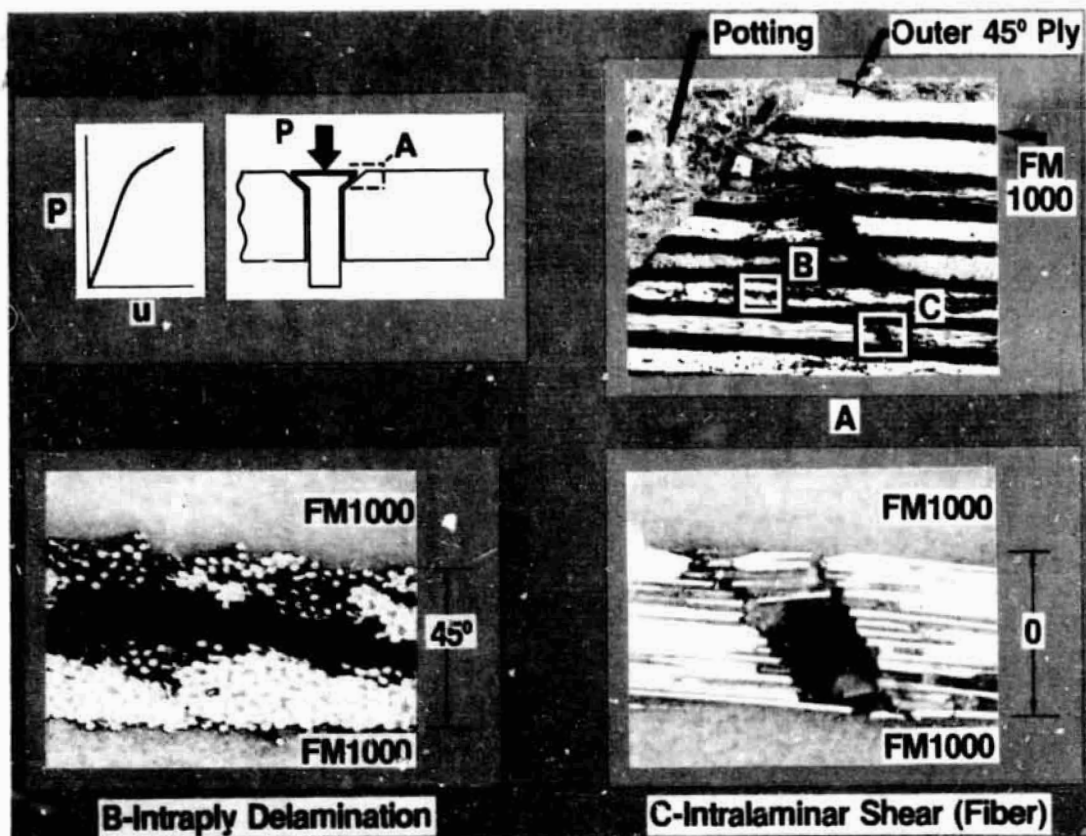 Potting
Outer 45° Ply
P
A
P
u
FM
1000
B
C
A
FM1000
45°
FM1000
B-Intraply Delamination
FM1000
0
FM1000
C-Intralaminar Shear (Fiber)